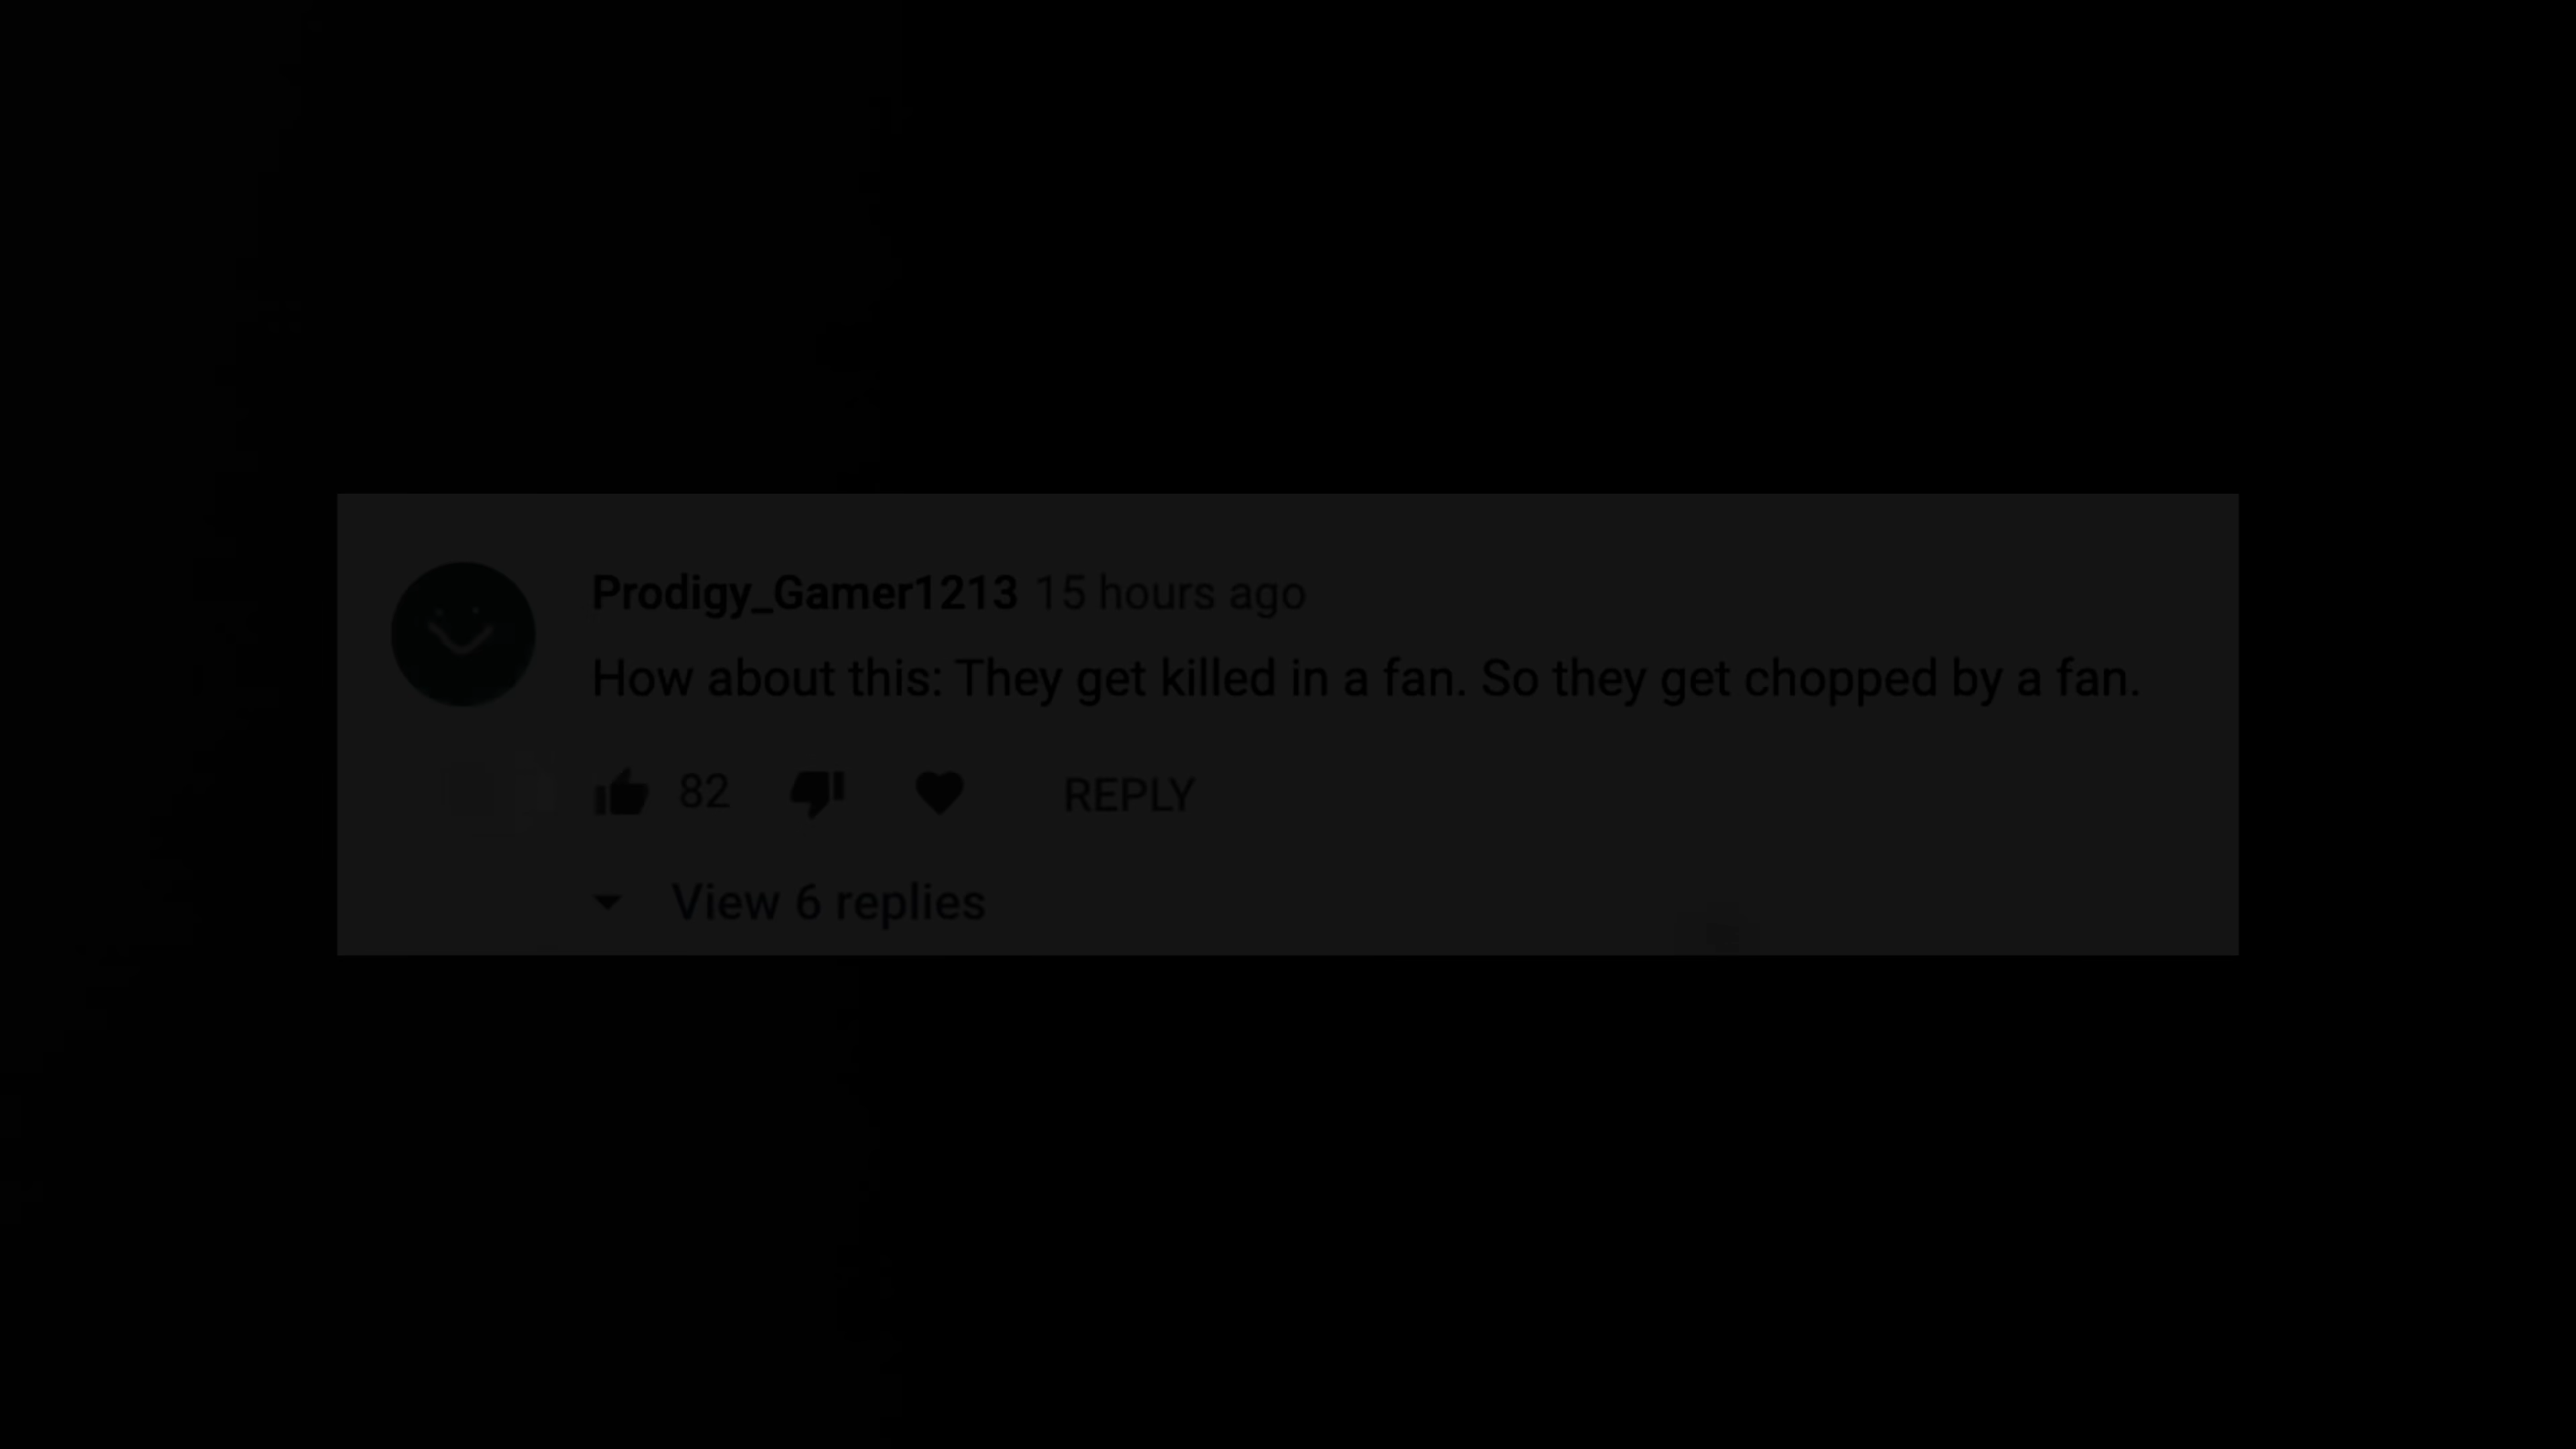 Prodigy_Gamer1213 15 hours ago
How about this: They get killed in a fan. So they get chopped by a fan.
82 REPLY
View 6 replies